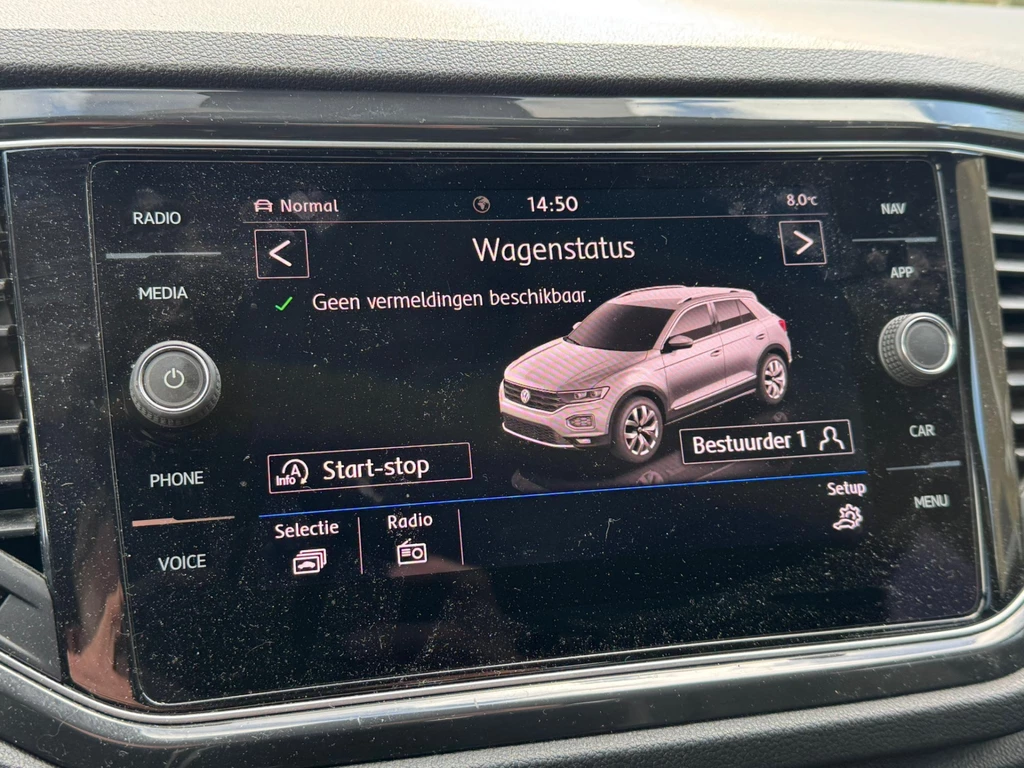 RADIO
MEDIA
PHONE
VOICE
Normal
14:50
8.0°C
<
Wagenstatus
>
✓ Geen vermeldingen beschikbaar.
A
Info
Start-stop
Bestuurder 1
Selectie
Radio
Setup
NAV
APP
CAR
MENU